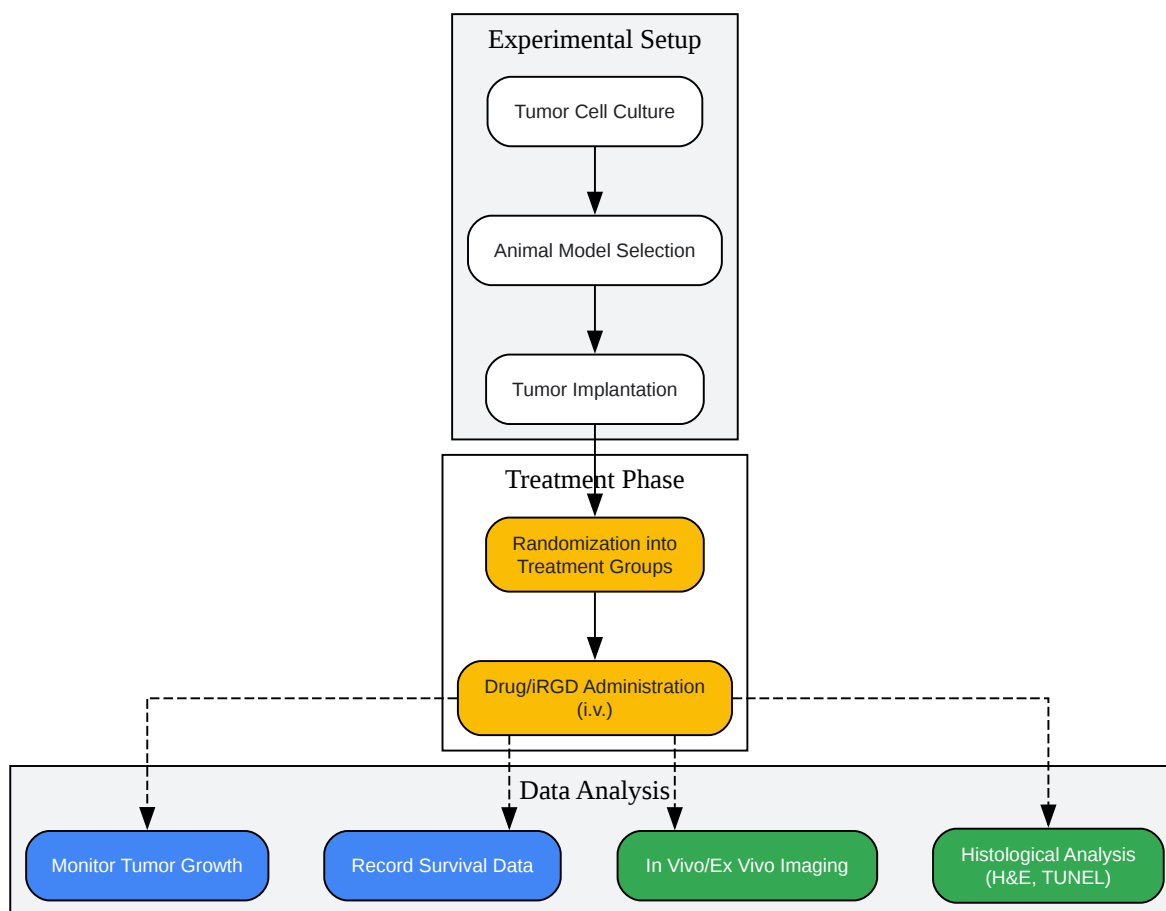 Experimental Setup
Tumor Cell Culture
Animal Model Selection
Tumor Implantation
Treatment Phase
Randomization into
Treatment Groups
Drug/iRGD Administration
(i.v.)
Data Analysis
Monitor Tumor Growth
Record Survival Data
In Vivo/Ex Vivo Imaging
Histological Analysis
(H&E, TUNEL)